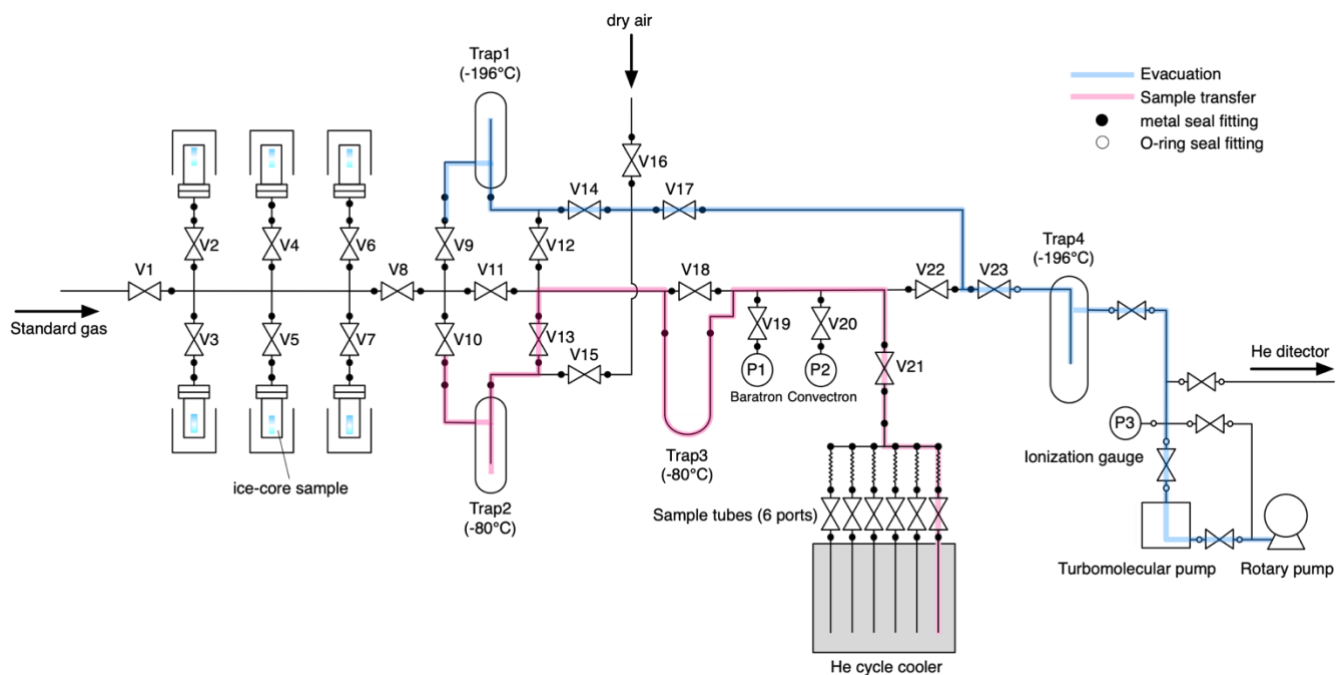 dry air
Trap1
(-196°C)
Evacuation
Sample transfer
metal seal fitting
O-ring seal fitting
V16
V14
V17
V2
V4
V6
V9
V12
Trap4
(-196°C)
V1
V8
V11
V18
V22
V23
Standard gas
V3
V5
V7
V10
V13
V15
V19
V20
V21
P1
P2
Baratron
Convectron
He ditector
P3
Ionization gauge
Trap3
(-80°C)
ice-core sample
Trap2
(-80°C)
Sample tubes (6 ports)
Turbomolecular pump
Rotary pump
He cycle cooler